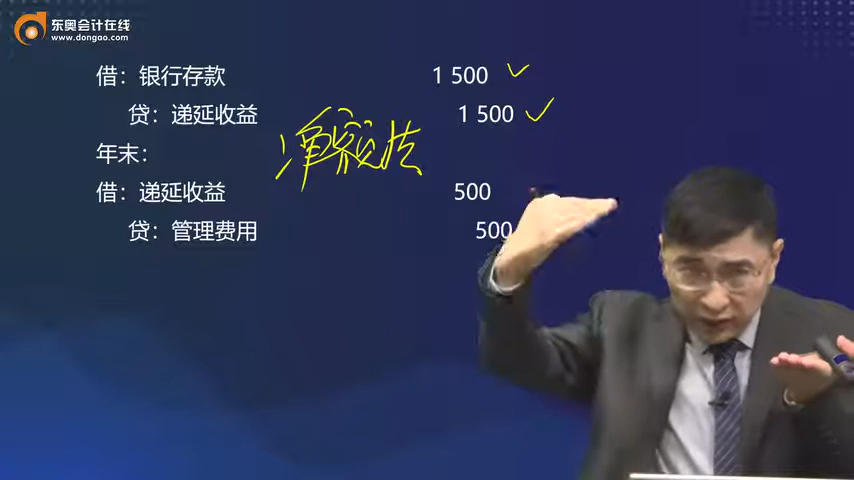 东奥会计在线
www.dongao.com
借：银行存款 1 500
贷：递延收益 1 500
净额法
年末：
借：递延收益 500
贷：管理费用 500